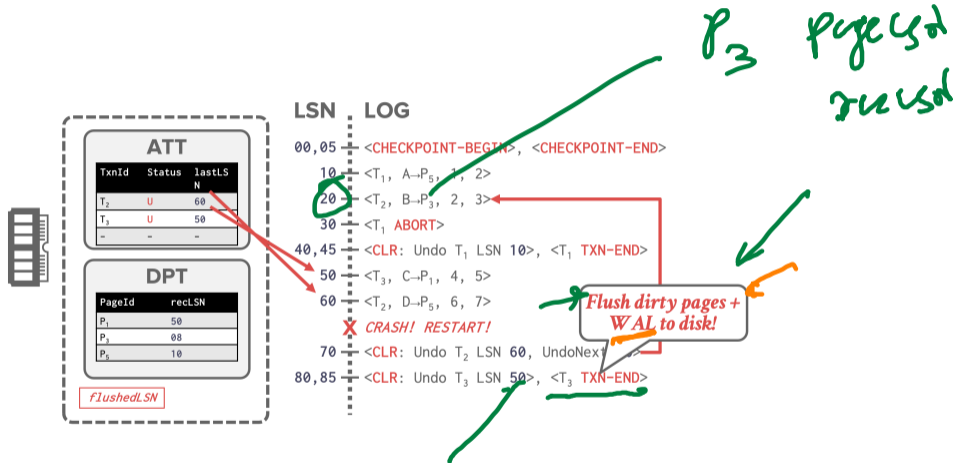 P3 pageLSN
recLSN
LSN LOG
ATT
TxnId Status lastLSN
T2 U 60
T3 U 50
- - -
DPT
PageId recLSN
P1 50
P3 08
P5 10
flushedLSN
00,05 <CHECKPOINT-BEGIN>, <CHECKPOINT-END>
10 <T1, A→P5, 1, 2>
20 <T2, B→P3, 2, 3>
30 <T1 ABORT>
40,45 <CLR: Undo T1 LSN 10>, <T1 TXN-END>
50 <T3, C→P1, 4, 5>
60 <T2, D→P5, 6, 7>
X CRASH! RESTART!
Flush dirty pages +
WAL to disk!
70 <CLR: Undo T2 LSN 60, UndoNext
80,85 <CLR: Undo T3 LSN 50>, <T3 TXN-END>